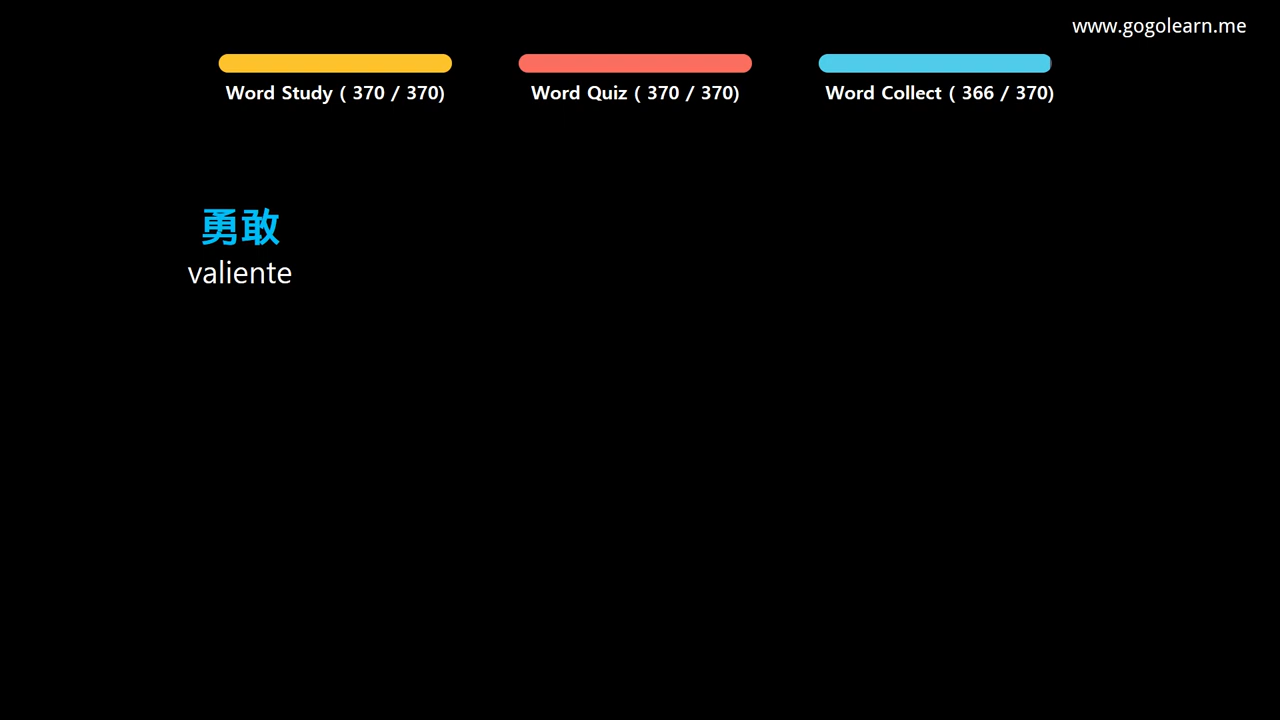 www.gogolearn.me
Word Study ( 370 / 370)
Word Quiz ( 370 / 370)
Word Collect ( 366 / 370)
勇敢
valiente